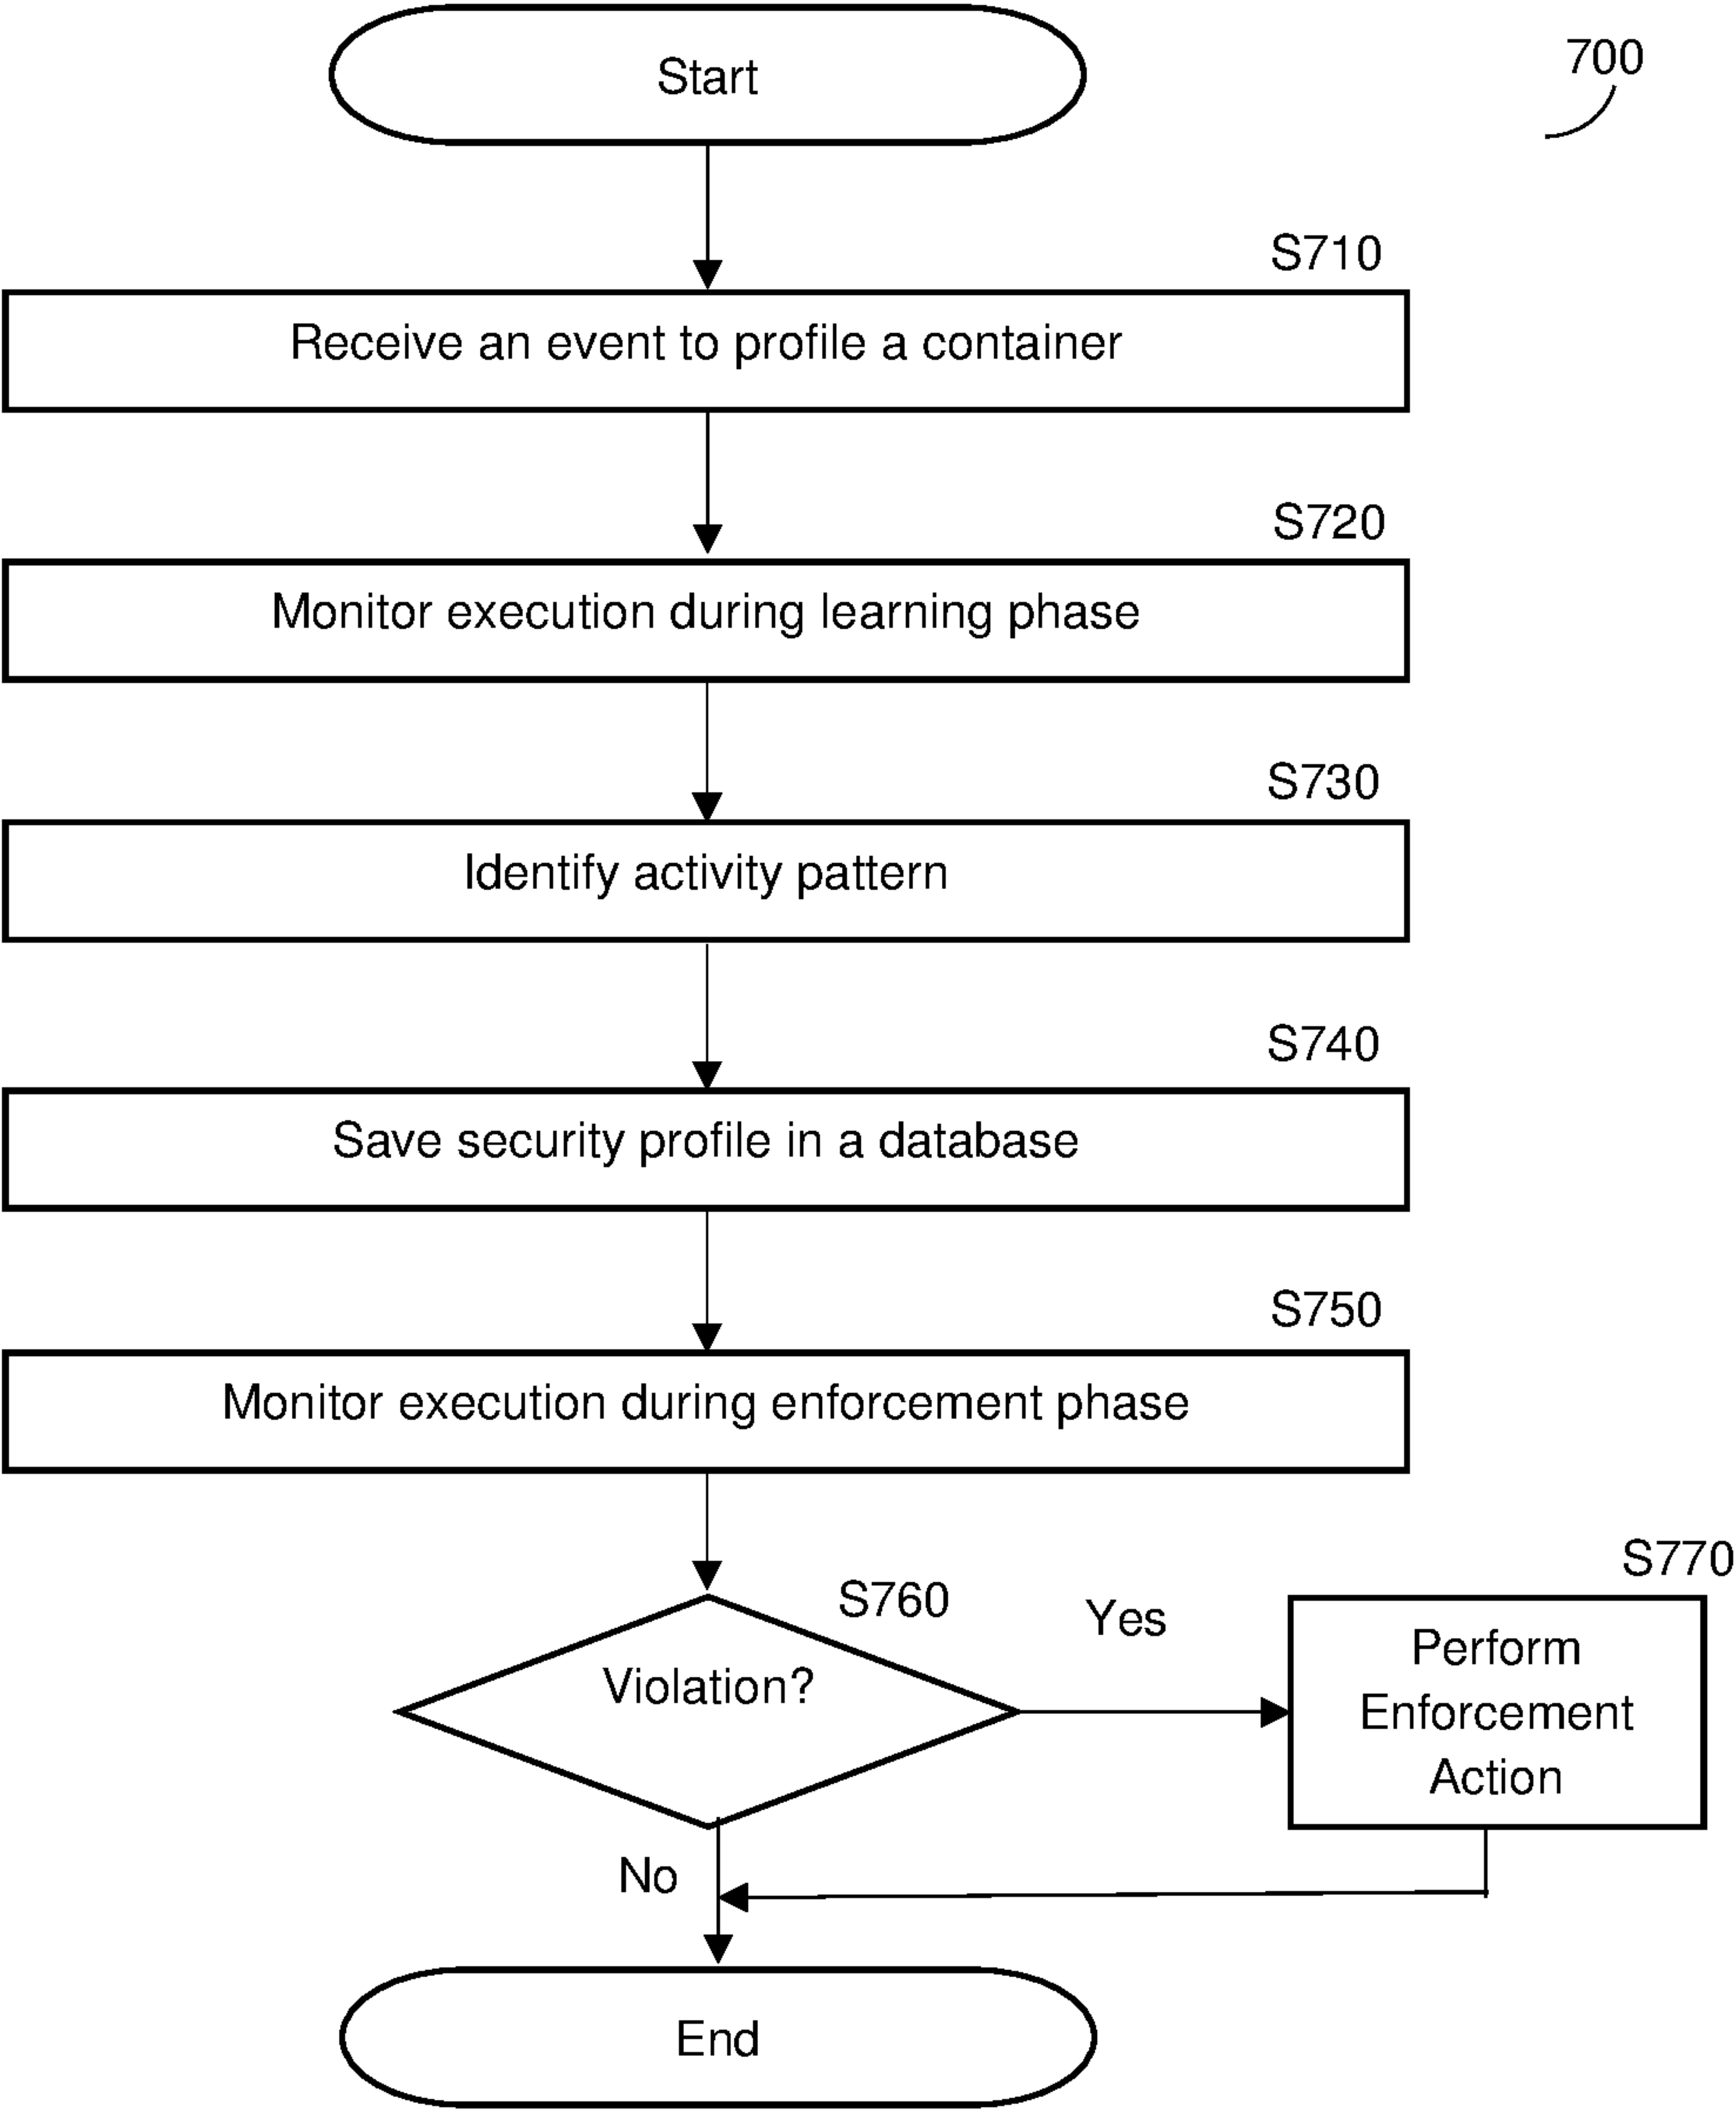 Start
700
S710
Receive an event to profile a container
S720
Monitor execution during learning phase
S730
Identify activity pattern
S740
Save security profile in a database
S750
Monitor execution during enforcement phase
S760
Violation?
Yes
S770
Perform
Enforcement
Action
No
End